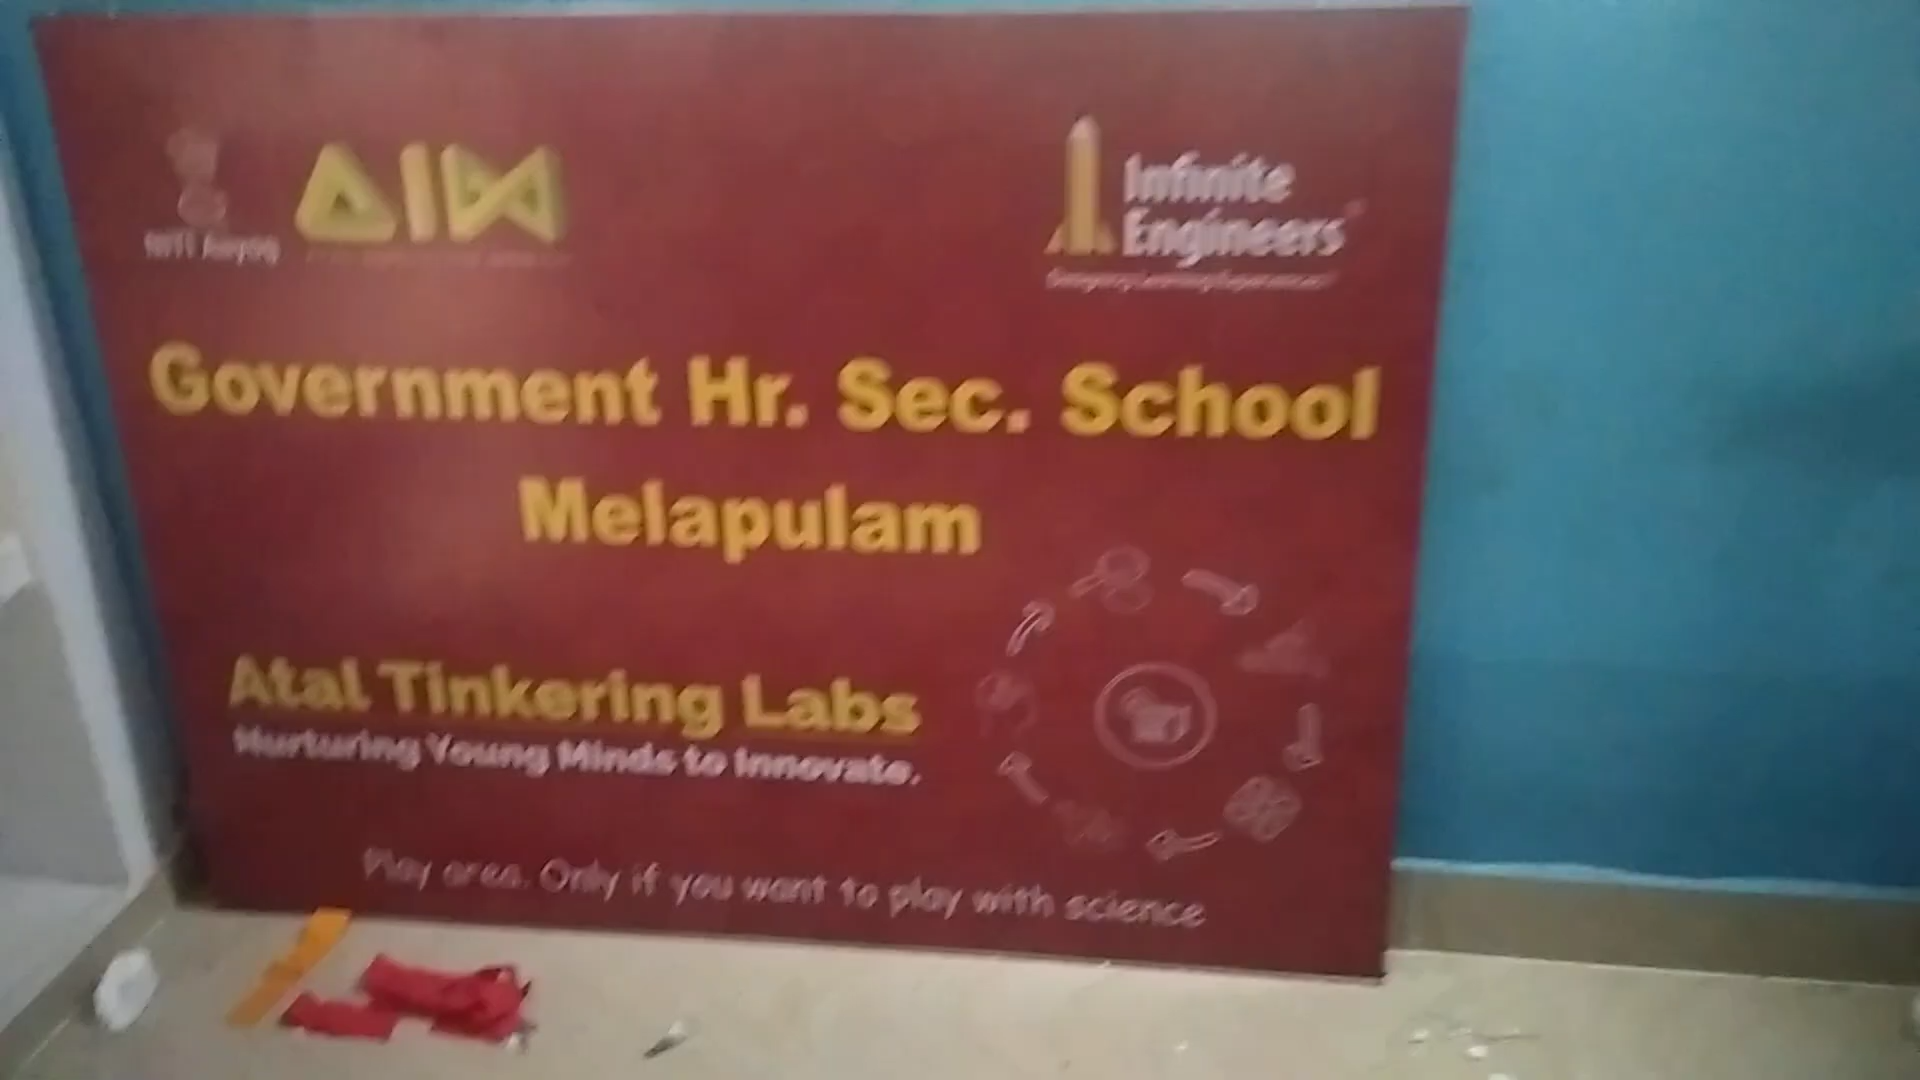 NITI Aayog
AIM
Infinite
Engineers
Government Hr. Sec. School
Melapulam
Atal Tinkering Labs
Nurturing Young Minds to Innovate.
Play area. Only if you want to play with science